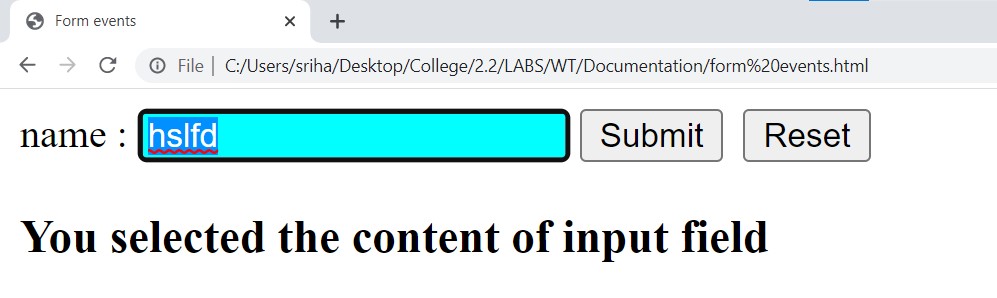 Form events
File | C:/Users/sriha/Desktop/College/2.2/LABS/WT/Documentation/form%20events.html
name : hslfd Submit Reset
You selected the content of input field